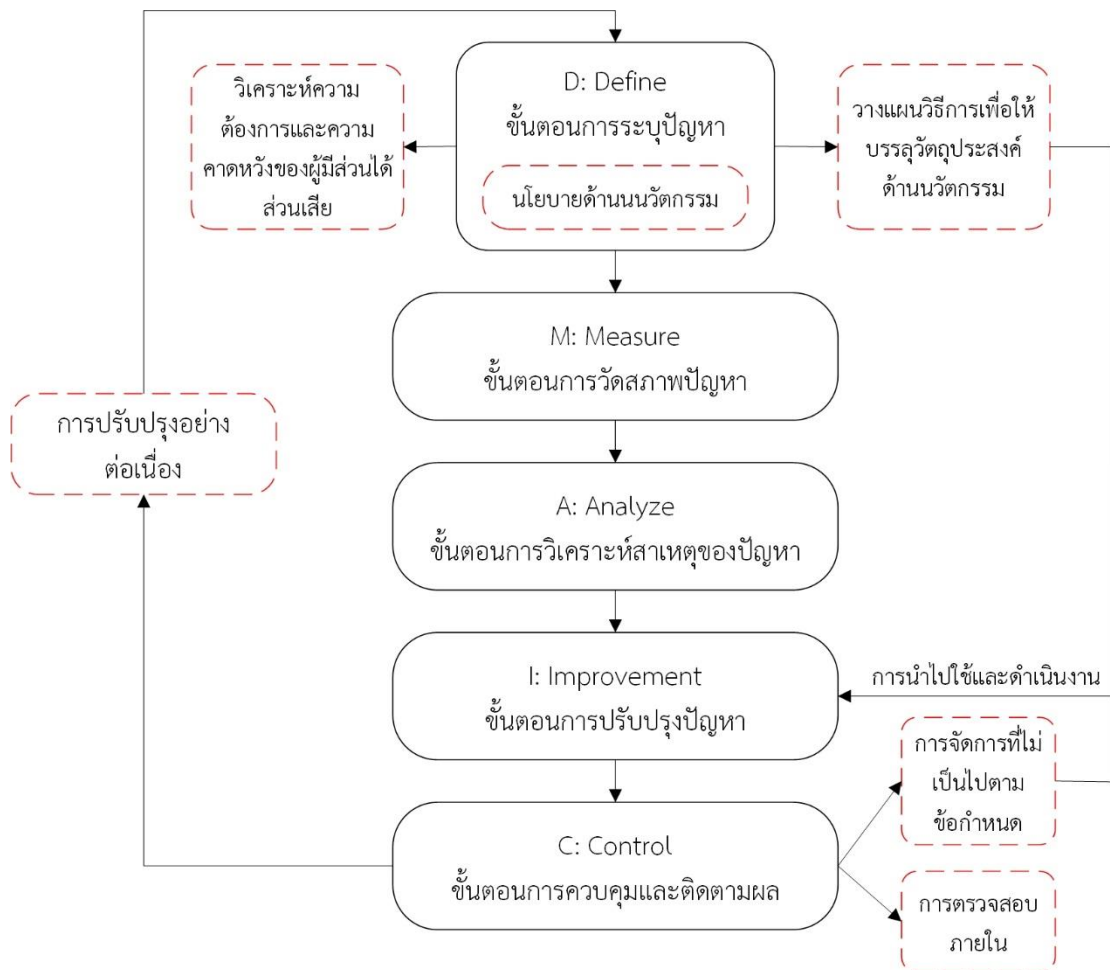 D: Define
ขั้นตอนการระบุปัญหา
นโยบายด้านนนวัตกรรม
วิเคราะห์ความ
ต้องการและความ
คาดหวังของผู้มีส่วนได้
ส่วนเสีย
วางแผนวิธีการเพื่อให้
บรรลุวัตถุประสงค์
ด้านนวัตกรรม
M: Measure
ขั้นตอนการวัดสภาพปัญหา
การปรับปรุงอย่าง
ต่อเนื่อง
A: Analyze
ขั้นตอนการวิเคราะห์สาเหตุของปัญหา
I: Improvement
ขั้นตอนการปรับปรุงปัญหา
การนำไปใช้และดำเนินงาน
การจัดการที่ไม่
เป็นไปตาม
ข้อกำหนด
C: Control
ขั้นตอนการควบคุมและติดตามผล
การตรวจสอบ
ภายใน